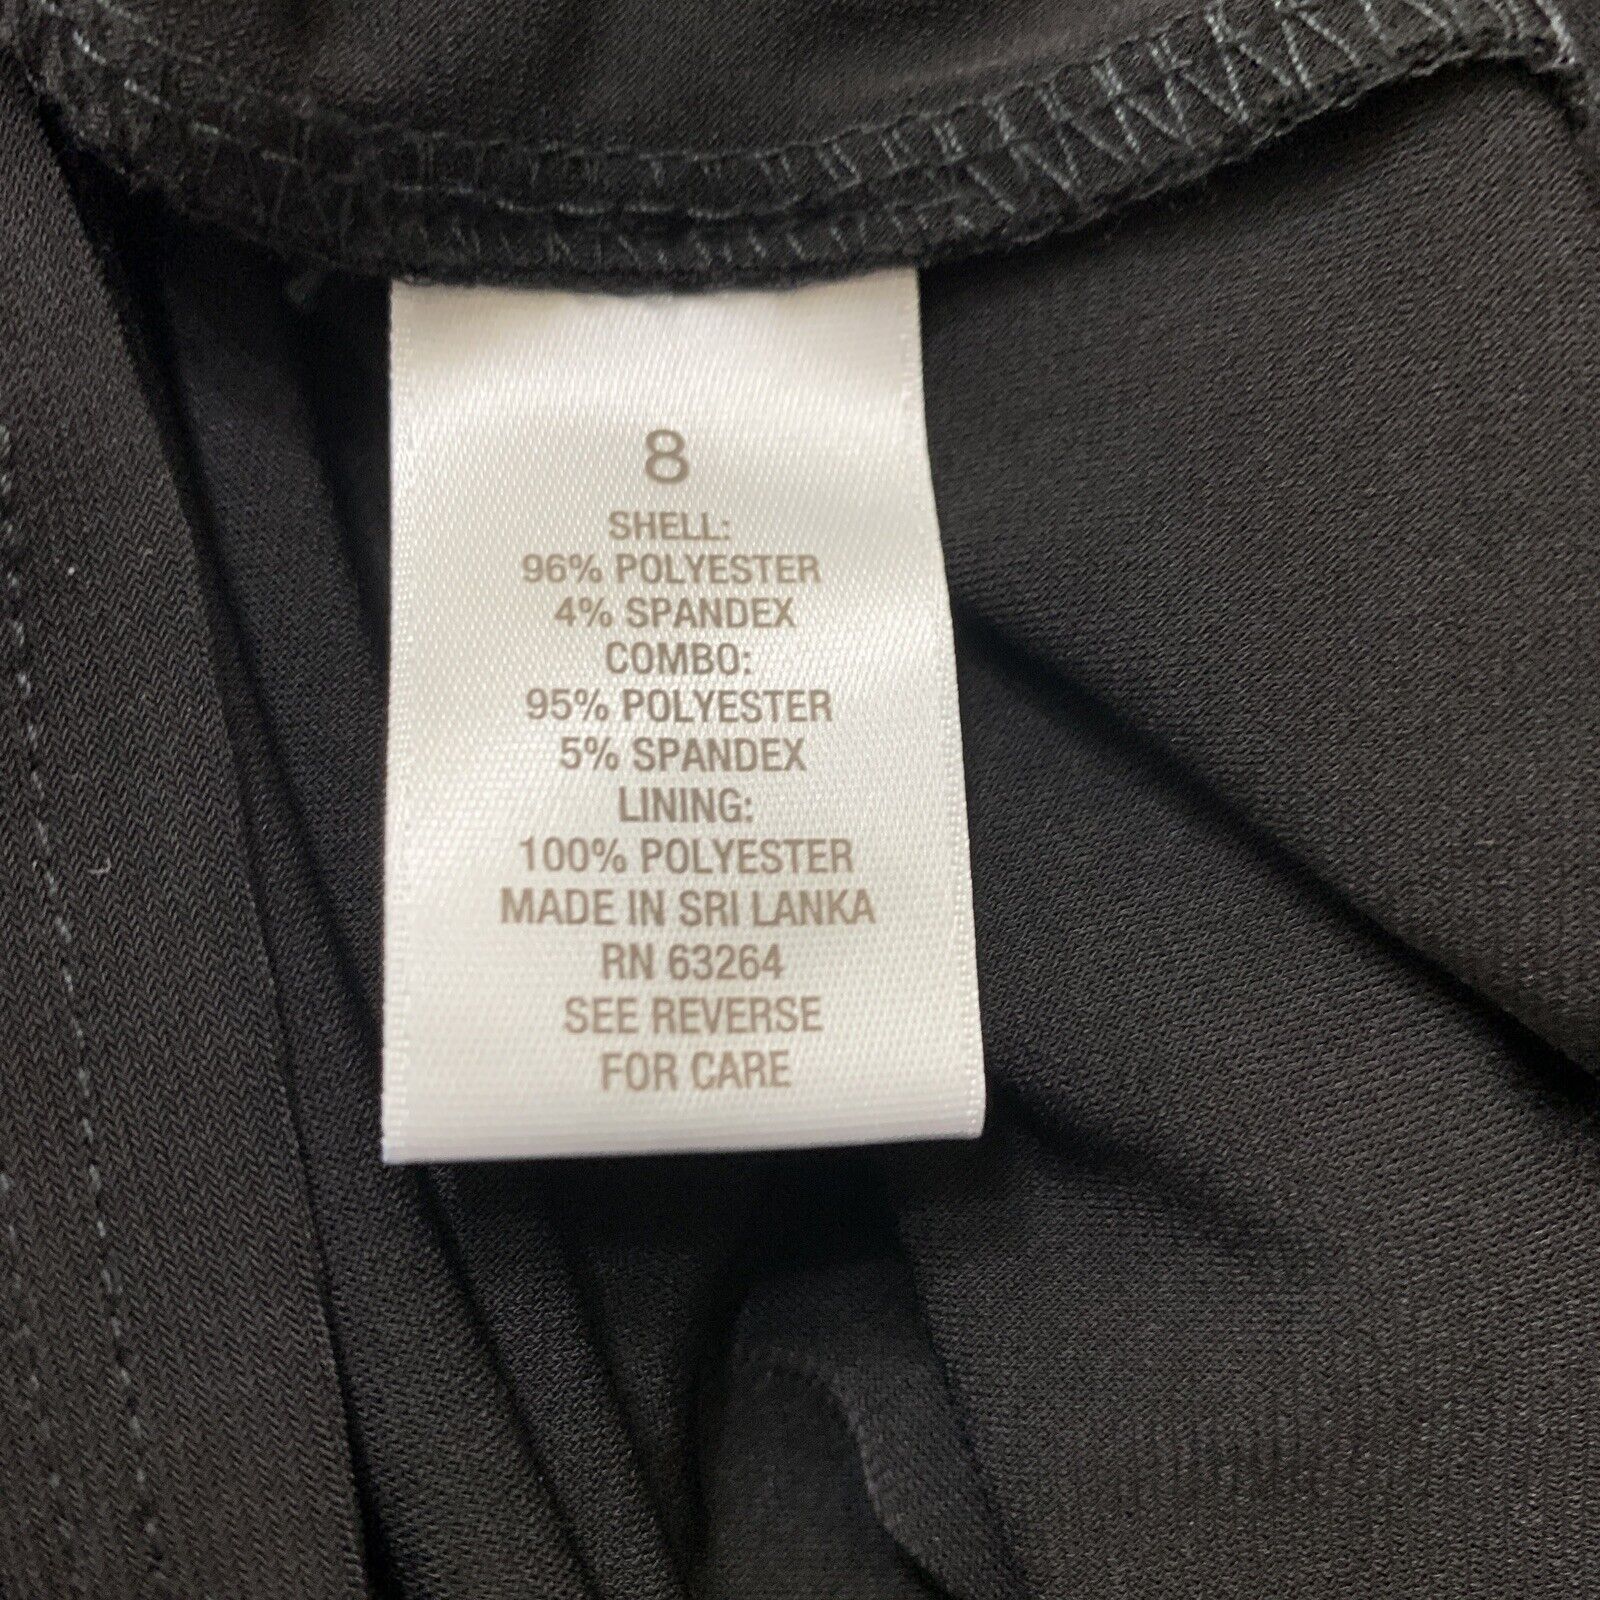 8
SHELL:
96% POLYESTER
4% SPANDEX
COMBO:
95% POLYESTER
5% SPANDEX
LINING:
100% POLYESTER
MADE IN SRI LANKA
RN 63264
SEE REVERSE
FOR CARE